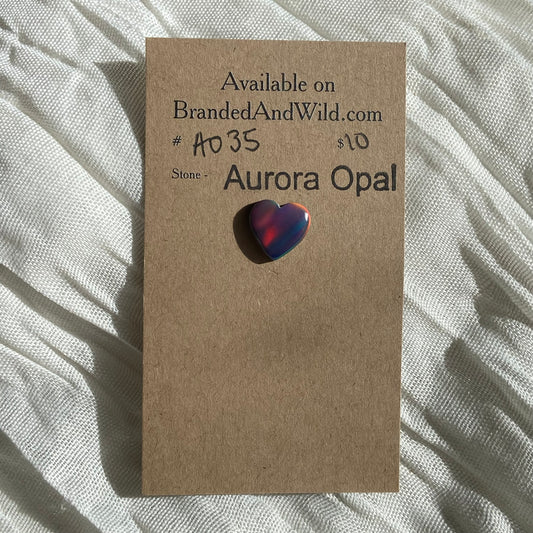 Available on
BrandedAndWild.com
# A035 $10
Stone - Aurora Opal